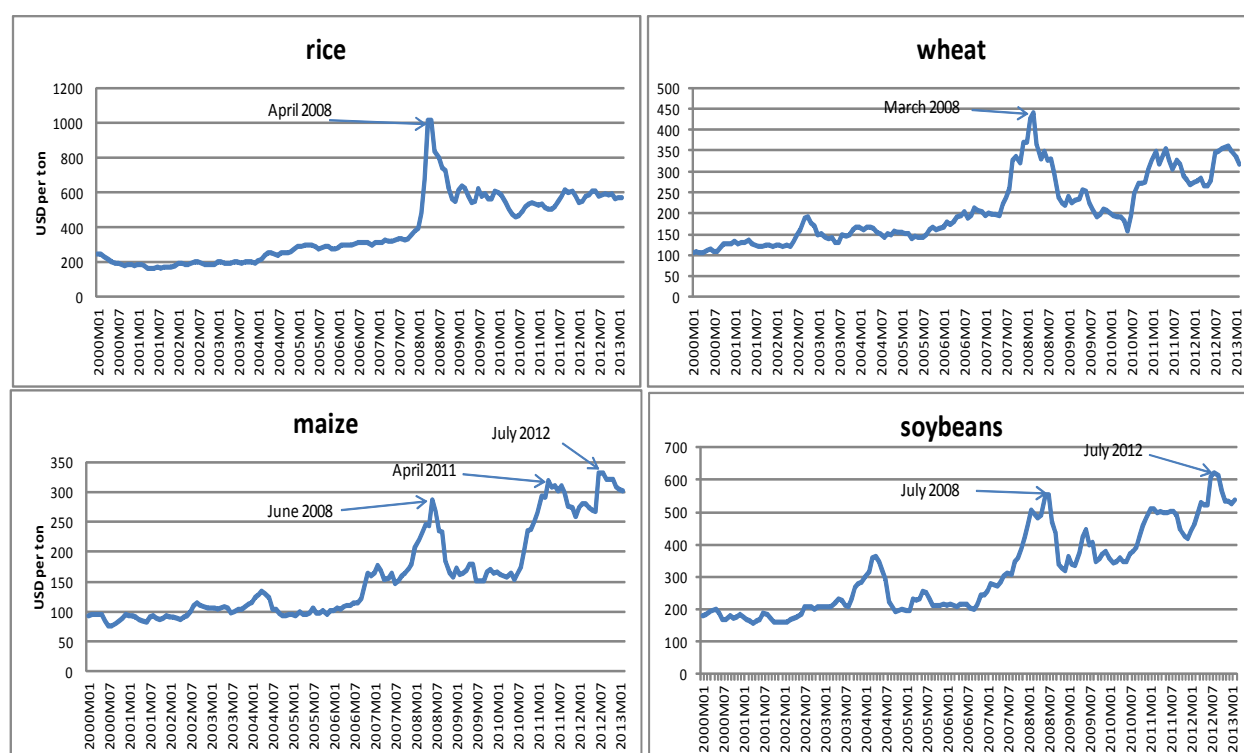 rice
USD per ton
1200
1000
800
600
400
200
0
April 2008
2000M01
2000M07
2001M01
2001M07
2002M01
2002M07
2003M01
2003M07
2004M01
2004M07
2005M01
2005M07
2006M01
2006M07
2007M01
2007M07
2008M01
2008M07
2009M01
2009M07
2010M01
2010M07
2011M01
2011M07
2012M01
2012M07
2013M01
wheat
500
450
400
350
300
250
200
150
100
50
0
March 2008
2000M01
2000M07
2001M01
2001M07
2002M01
2002M07
2003M01
2003M07
2004M01
2004M07
2005M01
2005M07
2006M01
2006M07
2007M01
2007M07
2008M01
2008M07
2009M01
2009M07
2010M01
2010M07
2011M01
2011M07
2012M01
2012M07
2013M01
maize
USD per ton
350
300
250
200
150
100
50
0
July 2012
April 2011
June 2008
2000M01
2000M07
2001M01
2001M07
2002M01
2002M07
2003M01
2003M07
2004M01
2004M07
2005M01
2005M07
2006M01
2006M07
2007M01
2007M07
2008M01
2008M07
2009M01
2009M07
2010M01
2010M07
2011M01
2011M07
2012M01
2012M07
2013M01
soybeans
700
600
500
400
300
200
100
0
July 2012
July 2008
2000M01
2000M07
2001M01
2001M07
2002M01
2002M07
2003M01
2003M07
2004M01
2004M07
2005M01
2005M07
2006M01
2006M07
2007M01
2007M07
2008M01
2008M07
2009M01
2009M07
2010M01
2010M07
2011M01
2011M07
2012M01
2012M07
2013M01